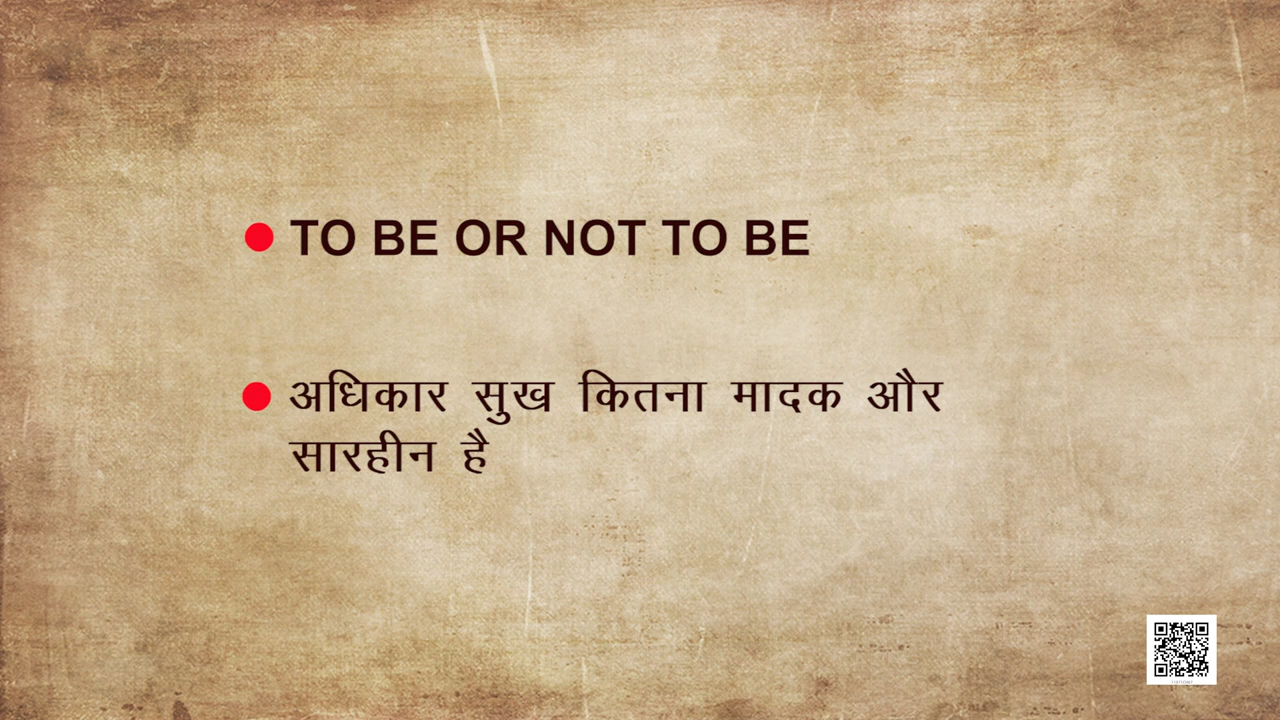 TO BE OR NOT TO BE
अधिकार सुख कितना मादक और
सारहीन है